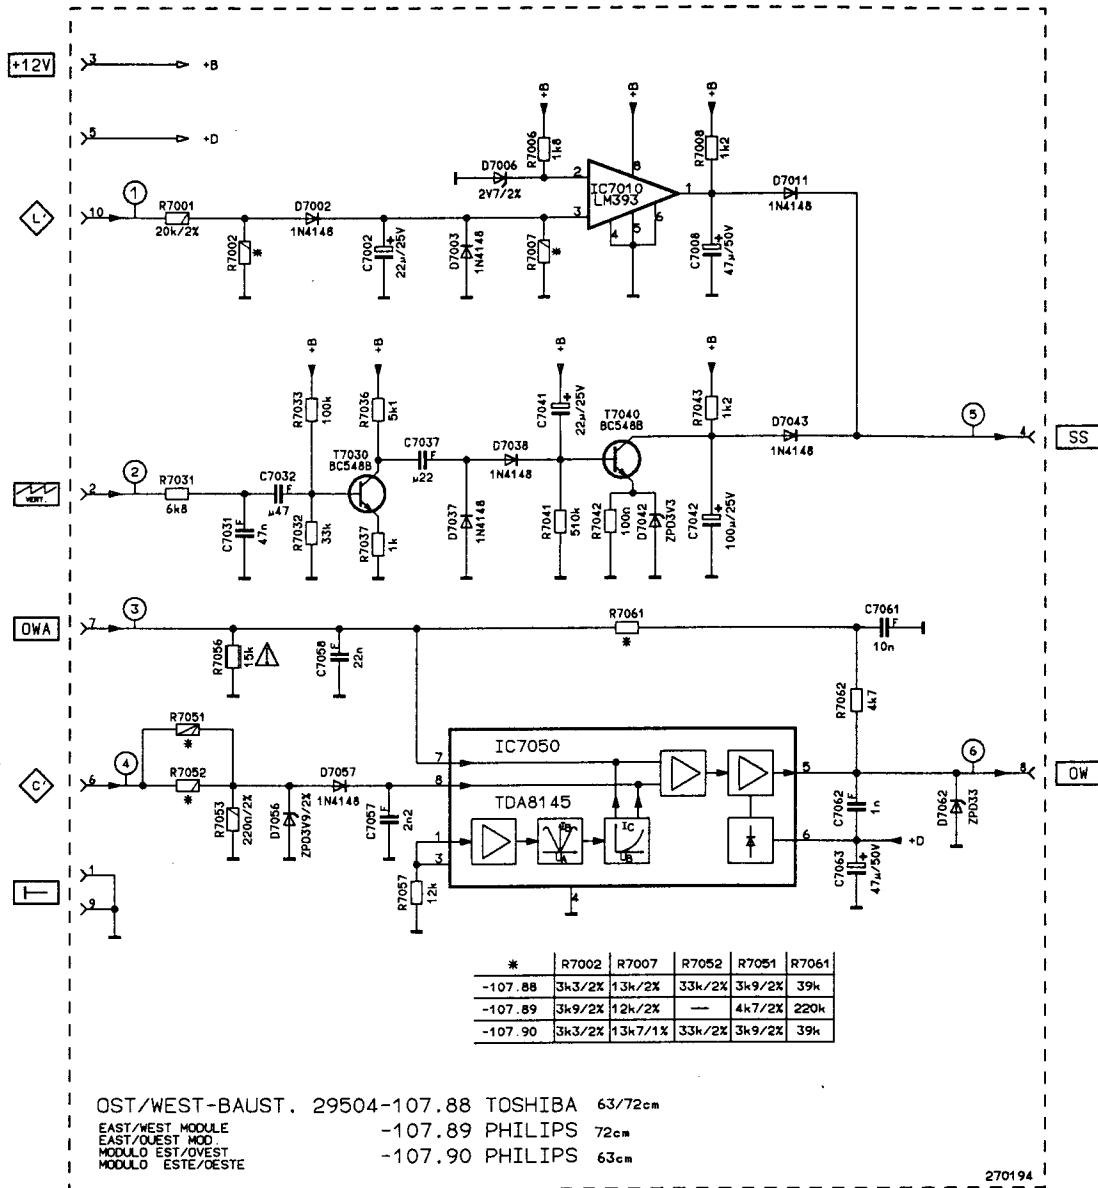 +12V 3 +B
5 +D
+B +B +B
R7006 1k8 R7008 1k2
D7006 2V7/2% 2 8 IC7010 LM393 1 D7011 1N4148
L' 10 1 R7001 20k/2% D7002 1N4148 3 4 5 6
R7002 * C7002 22µ/25V D7003 1N4148 R7007 * C7008 47µ/50V
+B +B +B +B
R7033 100k R7036 5k1 C7041 22µ/25V R7043 1k2
T7040 BC548B D7043 1N4148 5 4 SS
T7030 BC548B C7037 µ22 D7038 1N4148
VERT. 2 2 R7031 6k8 C7032 µ47
C7031 47n R7032 33k R7037 1k D7037 1N4148 R7041 510k R7042 100n D7042 ZPD3V3 C7042 100µ/25V
OWA 7 3 R7061 * C7061 10n
R7056 15k C7058 22n R7062 4k7
R7051 *
C' 6 4 R7052 * D7057 1N4148
R7053 220n/2% D7056 ZPD3V9/2% C7057 2n2
IC7050
7 8 5 6 8 OW
TDA8145
1 3 IB UA IC UB
C7062 1n D7062 ZPD33
+D
C7063 47µ/50V
R7057 12k 4
1
9
* R7002 R7007 R7052 R7051 R7061
-107.88 3k3/2% 13k/2% 33k/2% 3k9/2% 39k
-107.89 3k9/2% 12k/2% — 4k7/2% 220k
-107.90 3k3/2% 13k7/1% 33k/2% 3k9/2% 39k
OST/WEST-BAUST. 29504-107.88 TOSHIBA 63/72cm
EAST/WEST MODULE -107.89 PHILIPS 72cm
EAST/OUEST MOD.
MODULO EST/OVEST -107.90 PHILIPS 63cm
MODULO ESTE/OESTE
270194